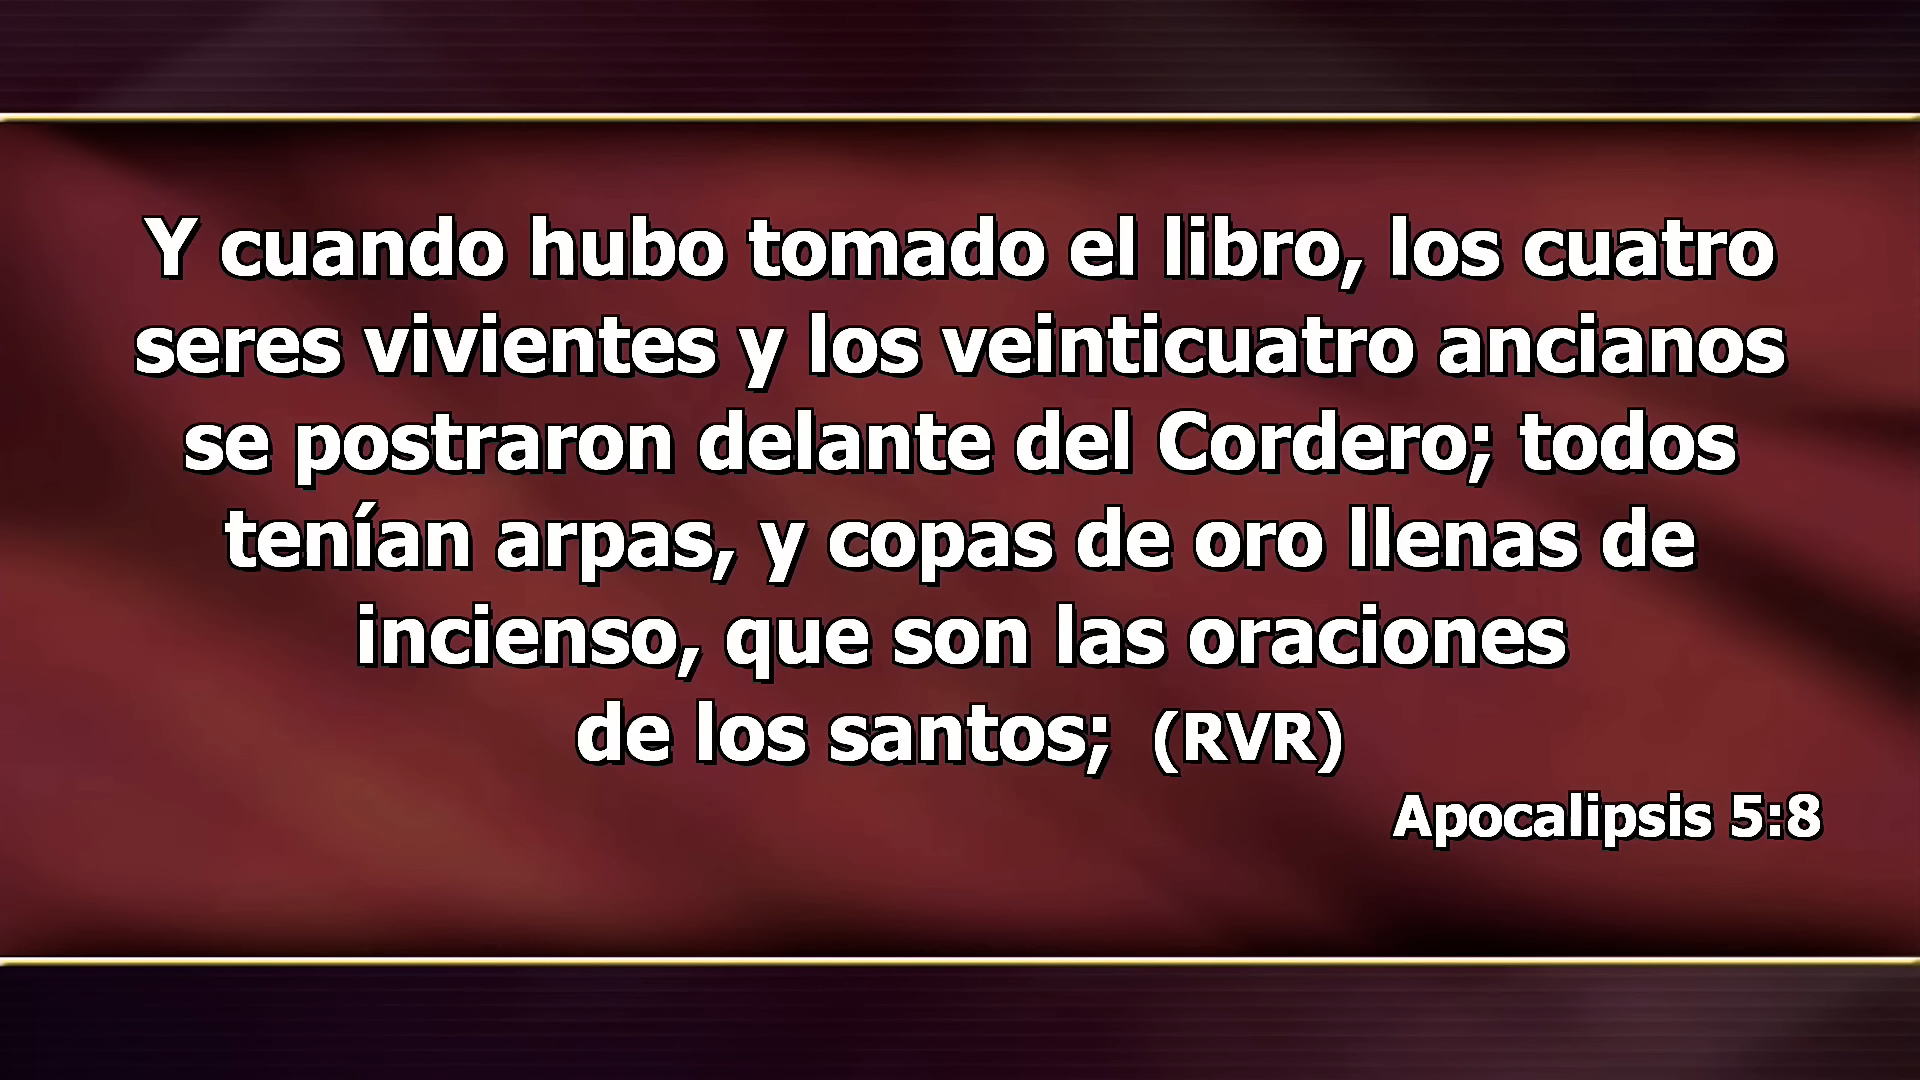 Y cuando hubo tomado el libro, los cuatro
seres vivientes y los veinticuatro ancianos
se postraron delante del Cordero; todos
tenían arpas, y copas de oro llenas de
incienso, que son las oraciones
de los santos; (RVR)
Apocalipsis 5:8